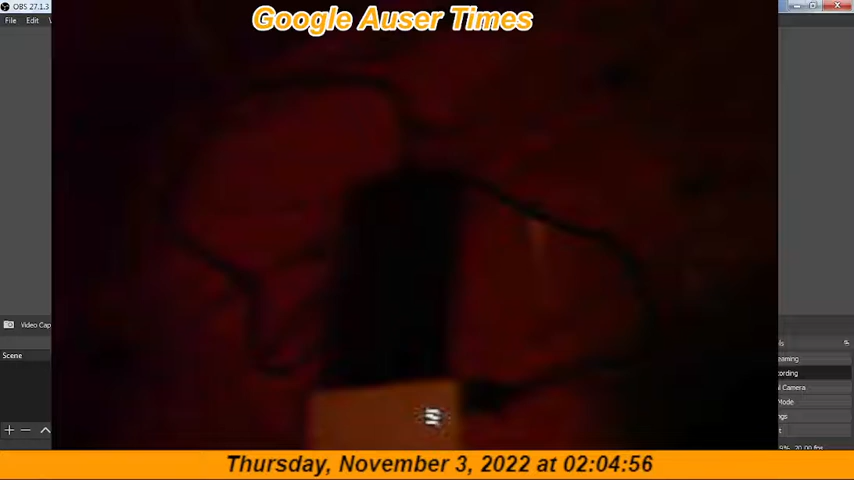 OBS 27.1.3
Google Auser Times
File Edit
Video Cap
Scene
Thursday, November 3, 2022 at 02:04:56